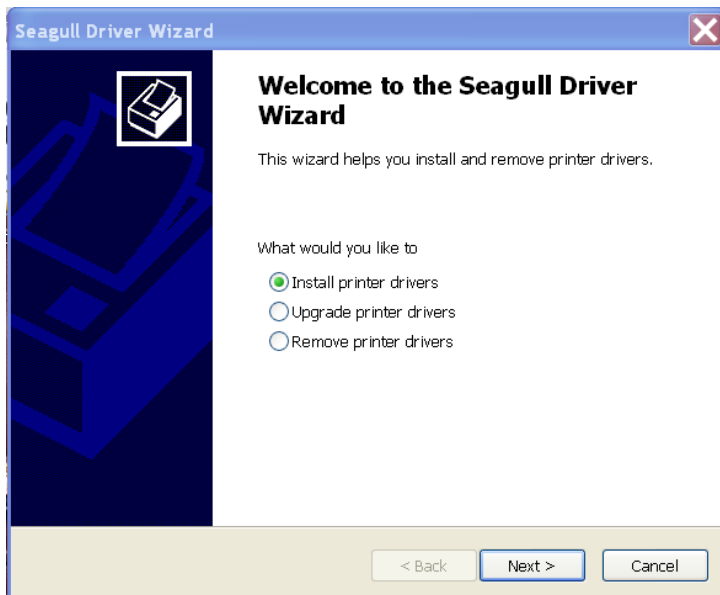 Seagull Driver Wizard
Welcome to the Seagull Driver
Wizard
This wizard helps you install and remove printer drivers.
What would you like to
Install printer drivers
Upgrade printer drivers
Remove printer drivers
< Back Next > Cancel